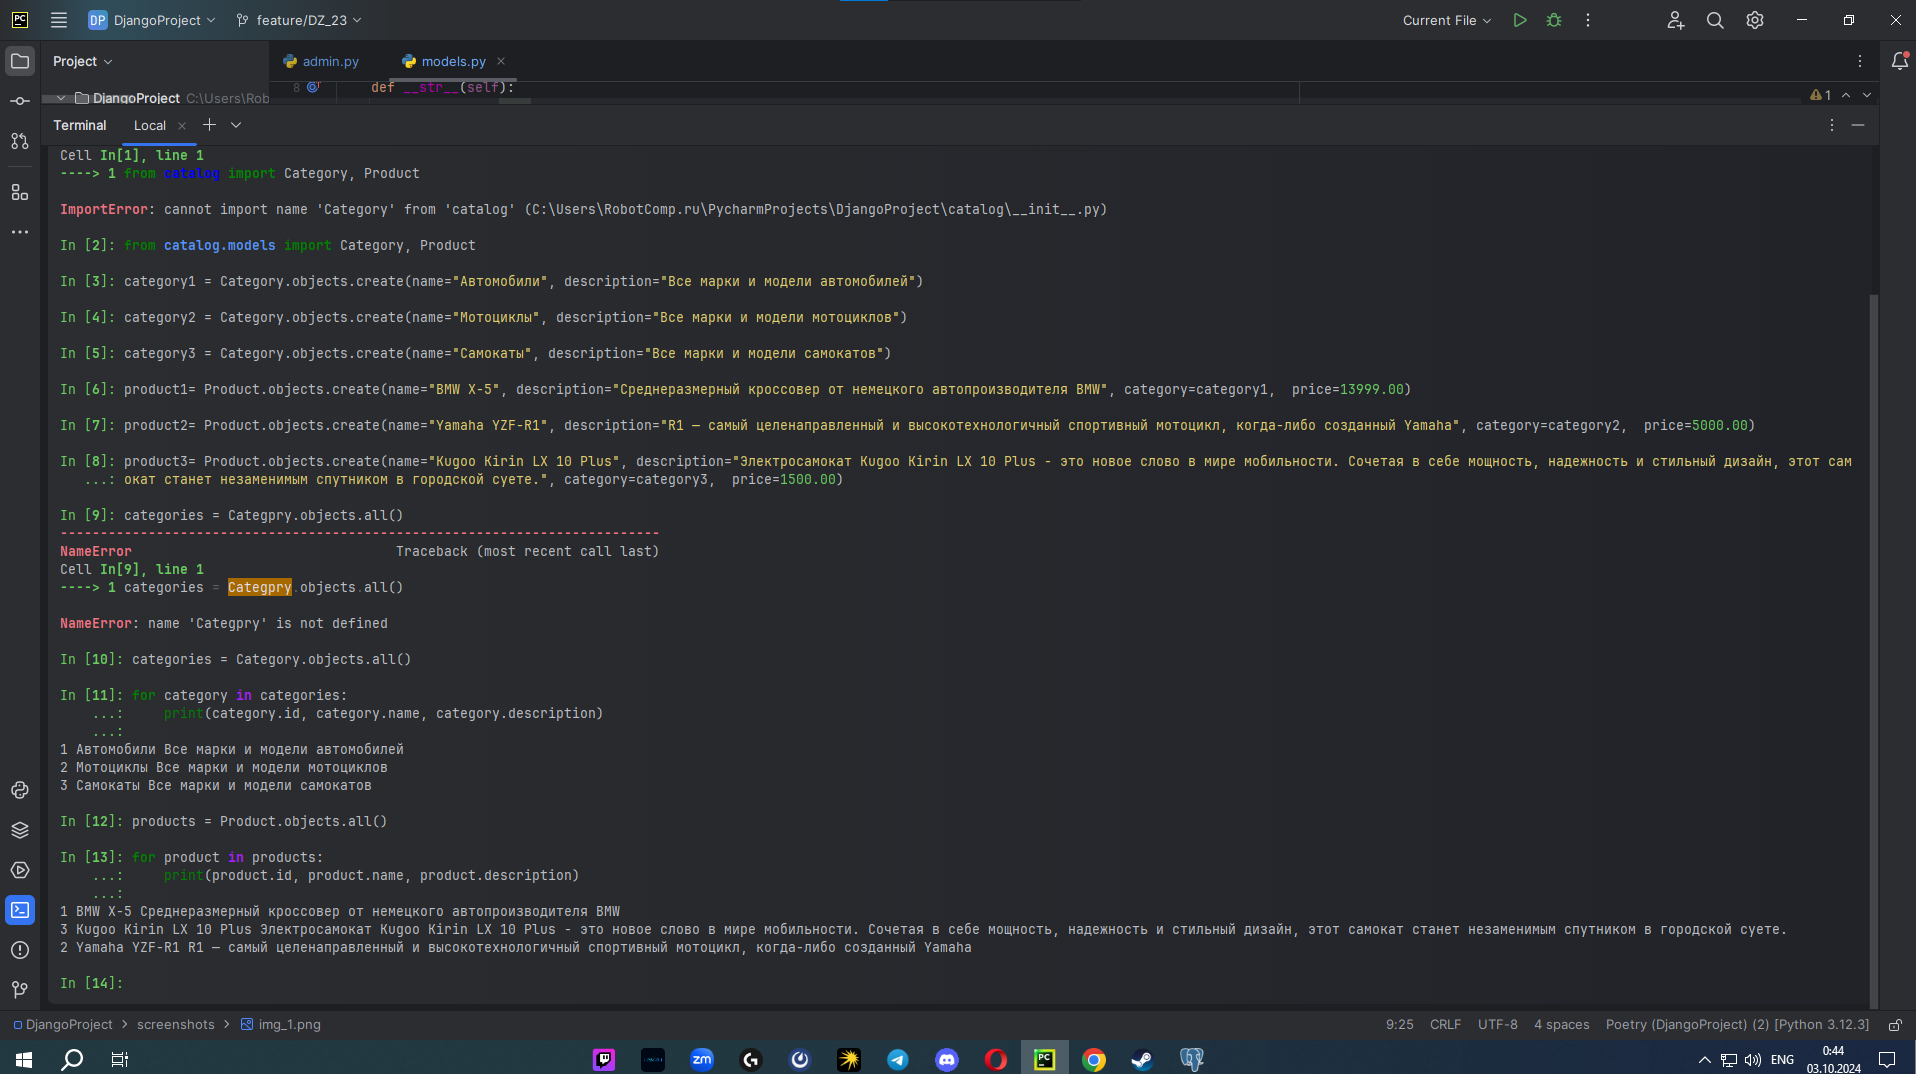 PC DP DjangoProject feature/DZ_23 Current File
Project admin.py models.py
8 def __str__(self):
DjangoProject C:\Users\Rob 1
Terminal Local
Cell In[1], line 1
----> 1 from catalog import Category, Product
ImportError: cannot import name 'Category' from 'catalog' (C:\Users\RobotComp.ru\PycharmProjects\DjangoProject\catalog\__init__.py)
In [2]: from catalog.models import Category, Product
In [3]: category1 = Category.objects.create(name="Автомобили", description="Все марки и модели автомобилей")
In [4]: category2 = Category.objects.create(name="Мотоциклы", description="Все марки и модели мотоциклов")
In [5]: category3 = Category.objects.create(name="Самокаты", description="Все марки и модели самокатов")
In [6]: product1= Product.objects.create(name="BMW X-5", description="Среднеразмерный кроссовер от немецкого автопроизводителя BMW", category=category1,  price=13999.00)
In [7]: product2= Product.objects.create(name="Yamaha YZF-R1", description="R1 — самый целенаправленный и высокотехнологичный спортивный мотоцикл, когда-либо созданный Yamaha", category=category2,  price=5000.00)
In [8]: product3= Product.objects.create(name="Kugoo Kirin LX 10 Plus", description="Электросамокат Kugoo Kirin LX 10 Plus - это новое слово в мире мобильности. Сочетая в себе мощность, надежность и стильный дизайн, этот сам
...: окат станет незаменимым спутником в городской суете.", category=category3,  price=1500.00)
In [9]: categories = Categpry.objects.all()
---------------------------------------------------------------------------
NameError                                 Traceback (most recent call last)
Cell In[9], line 1
----> 1 categories = Categpry.objects.all()
NameError: name 'Categpry' is not defined
In [10]: categories = Category.objects.all()
In [11]: for category in categories:
...:     print(category.id, category.name, category.description)
...:
1 Автомобили Все марки и модели автомобилей
2 Мотоциклы Все марки и модели мотоциклов
3 Самокаты Все марки и модели самокатов
In [12]: products = Product.objects.all()
In [13]: for product in products:
...:     print(product.id, product.name, product.description)
...:
1 BMW X-5 Среднеразмерный кроссовер от немецкого автопроизводителя BMW
3 Kugoo Kirin LX 10 Plus Электросамокат Kugoo Kirin LX 10 Plus - это новое слово в мире мобильности. Сочетая в себе мощность, надежность и стильный дизайн, этот самокат станет незаменимым спутником в городской суете.
2 Yamaha YZF-R1 R1 — самый целенаправленный и высокотехнологичный спортивный мотоцикл, когда-либо созданный Yamaha
In [14]:
DjangoProject > screenshots > img_1.png 9:25 CRLF UTF-8 4 spaces Poetry (DjangoProject) (2) [Python 3.12.3]
zm PC ENG 0:44
03.10.2024